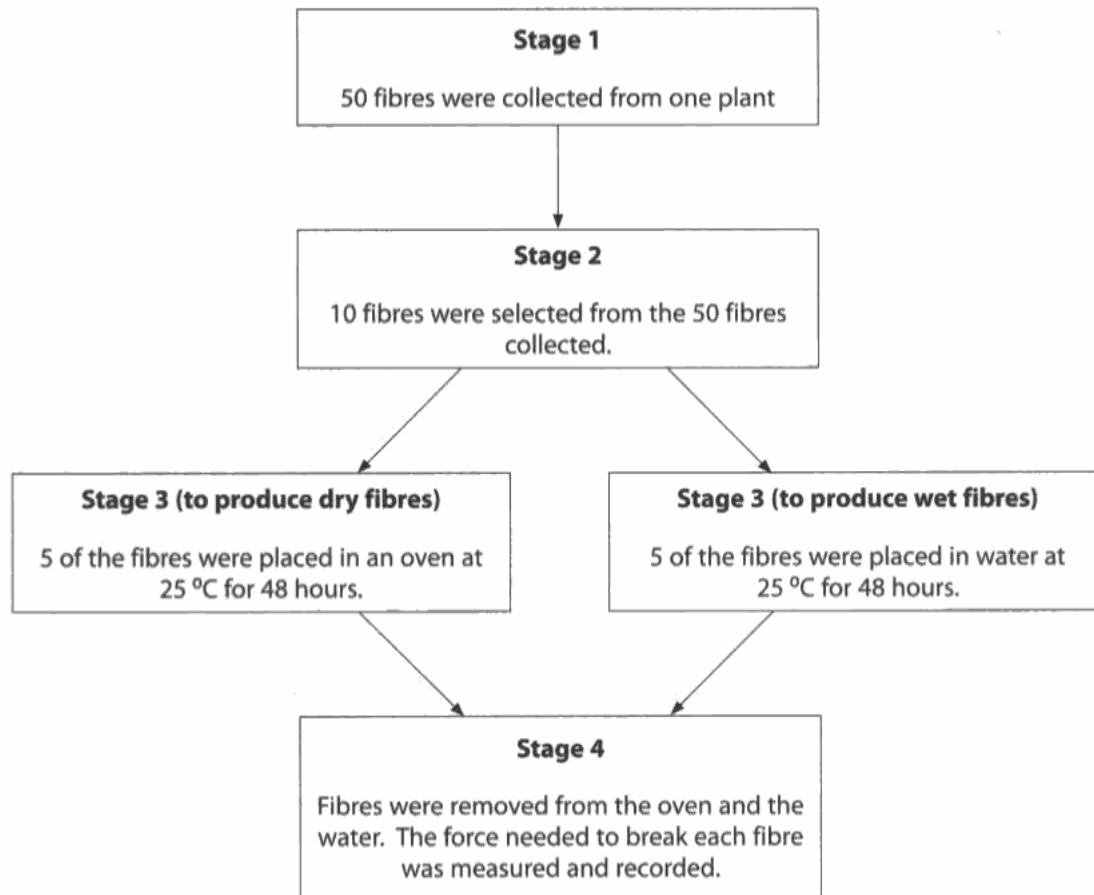 Stage 1
50 fibres were collected from one plant
Stage 2
10 fibres were selected from the 50 fibres
collected.
Stage 3 (to produce dry fibres)
5 of the fibres were placed in an oven at
25 ⁰C for 48 hours.
Stage 3 (to produce wet fibres)
5 of the fibres were placed in water at
25 ⁰C for 48 hours.
Stage 4
Fibres were removed from the oven and the
water. The force needed to break each fibre
was measured and recorded.